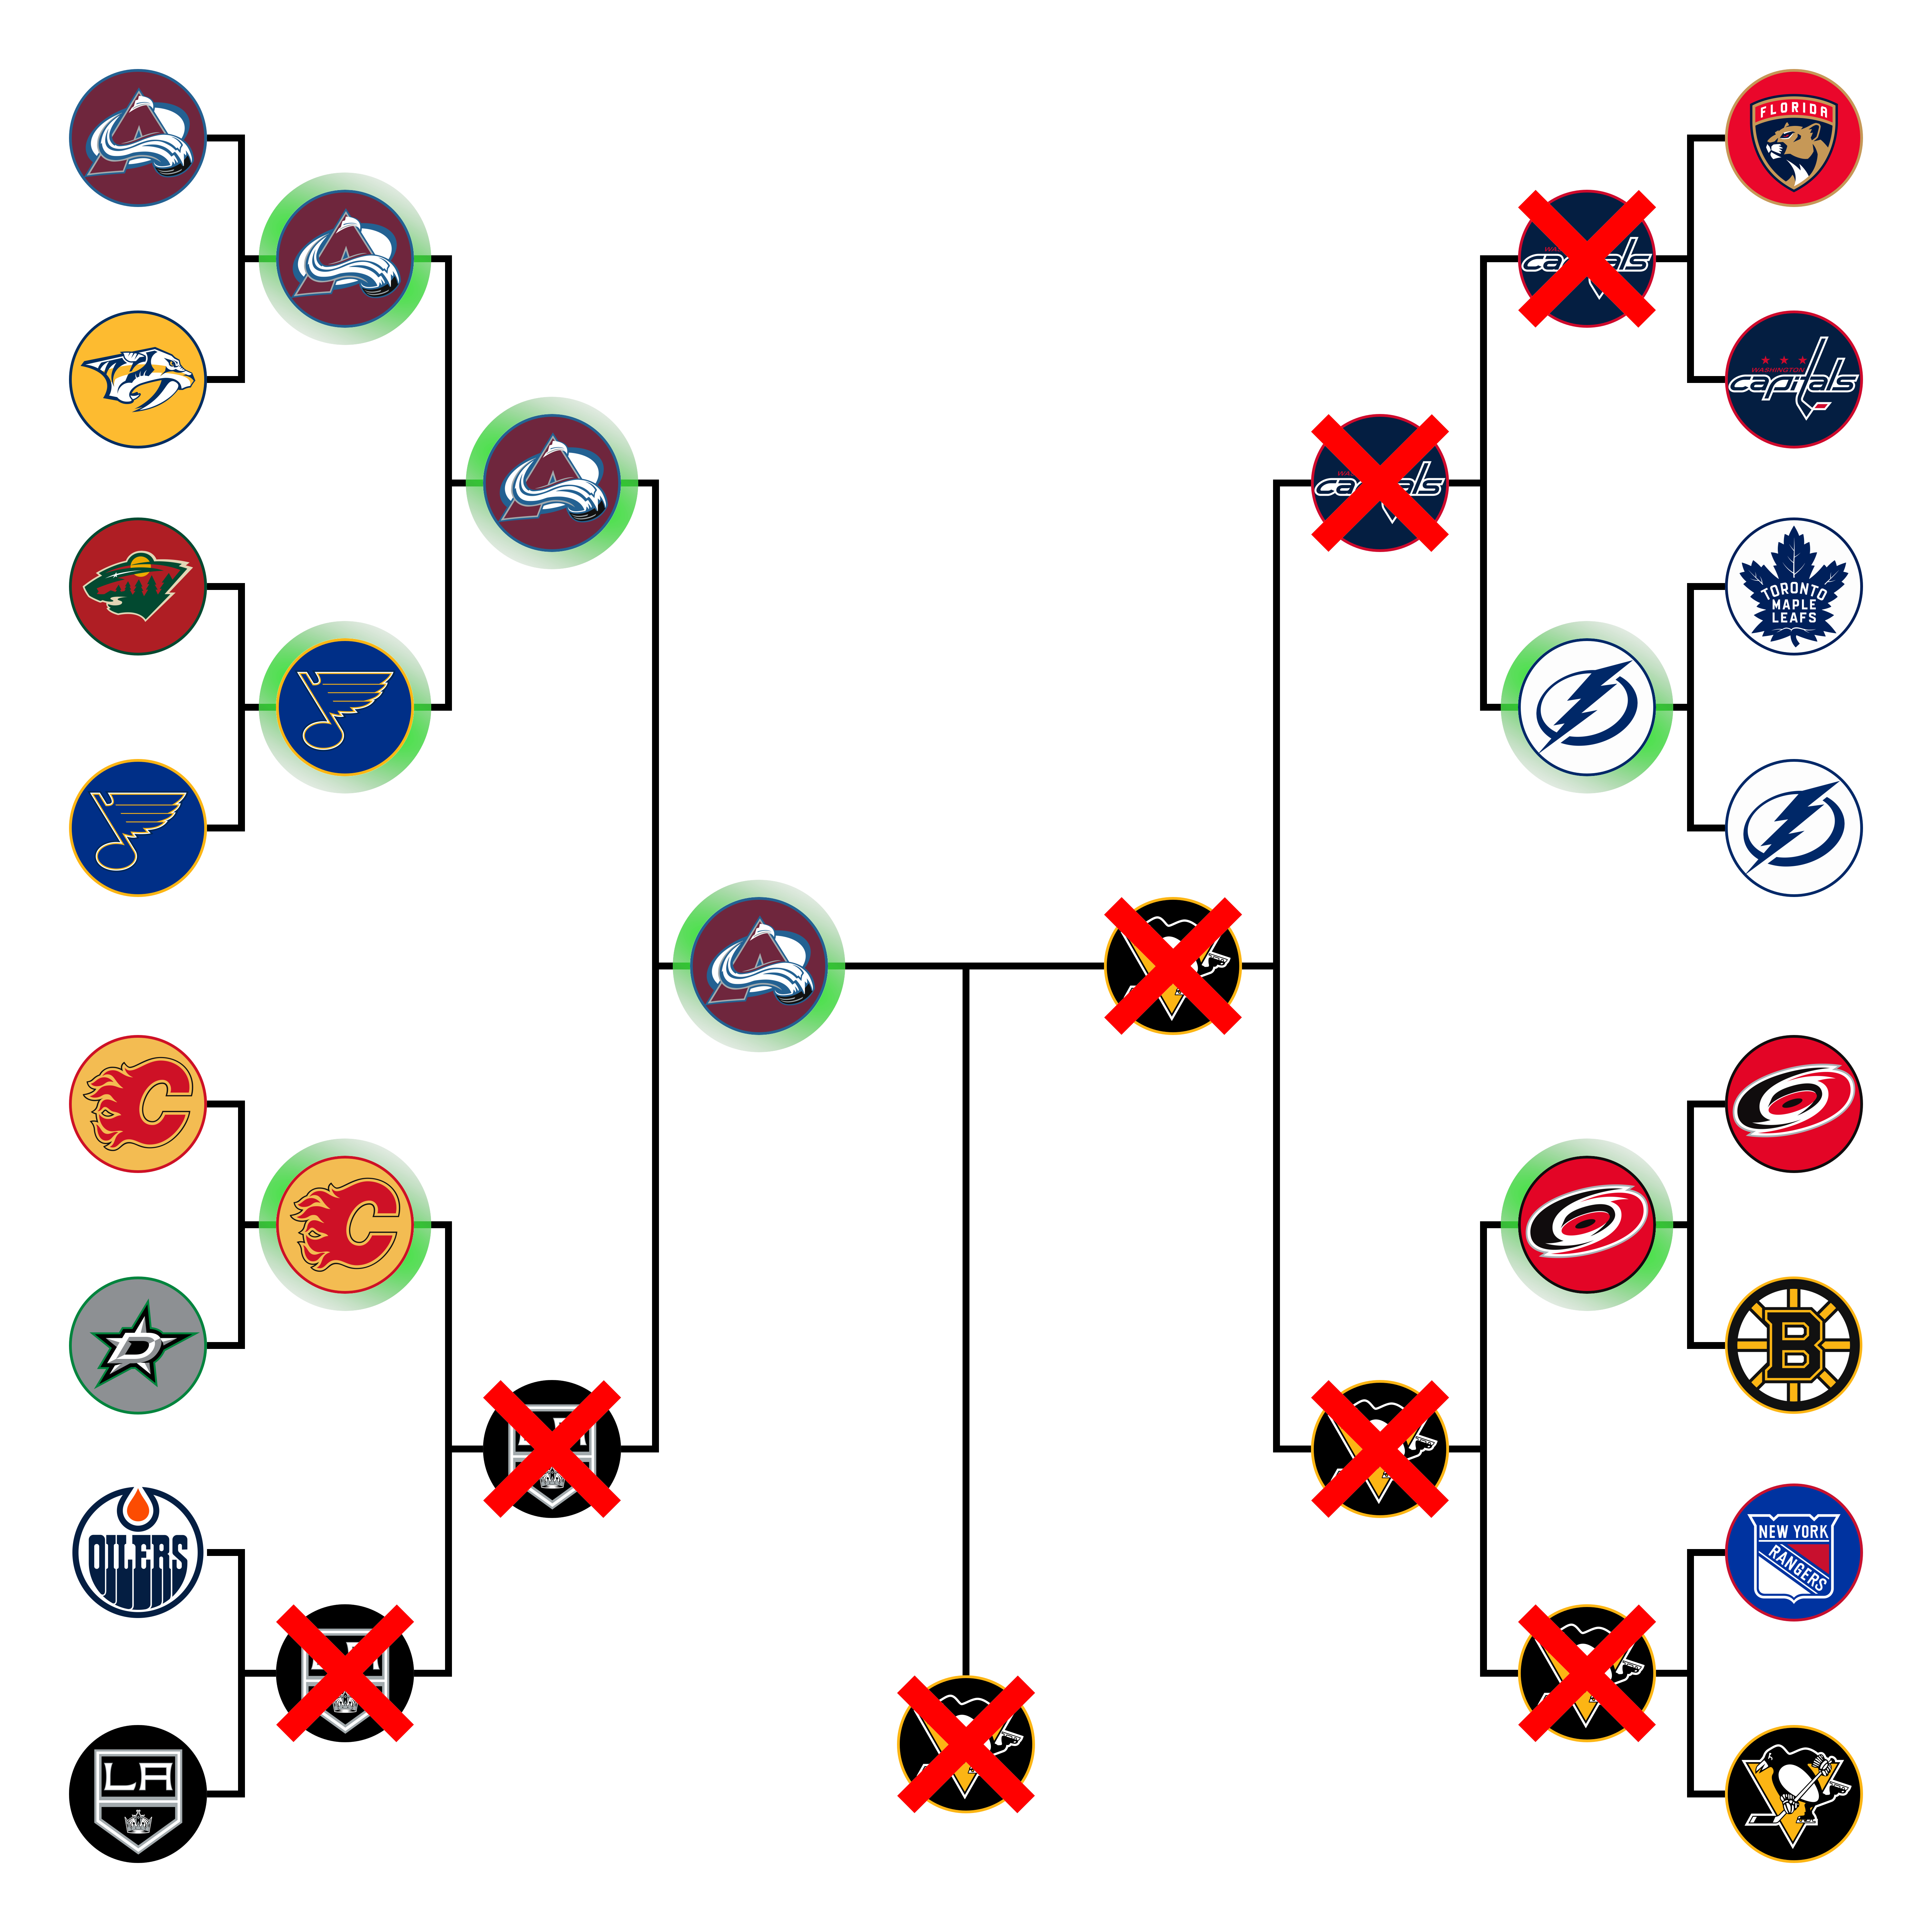 FLORIDA
WASHINGTON
capitals
TORONTO
MAPLE
LEAFS
C
C
D
B
OILERS
NEW YORK
RANGERS
LA